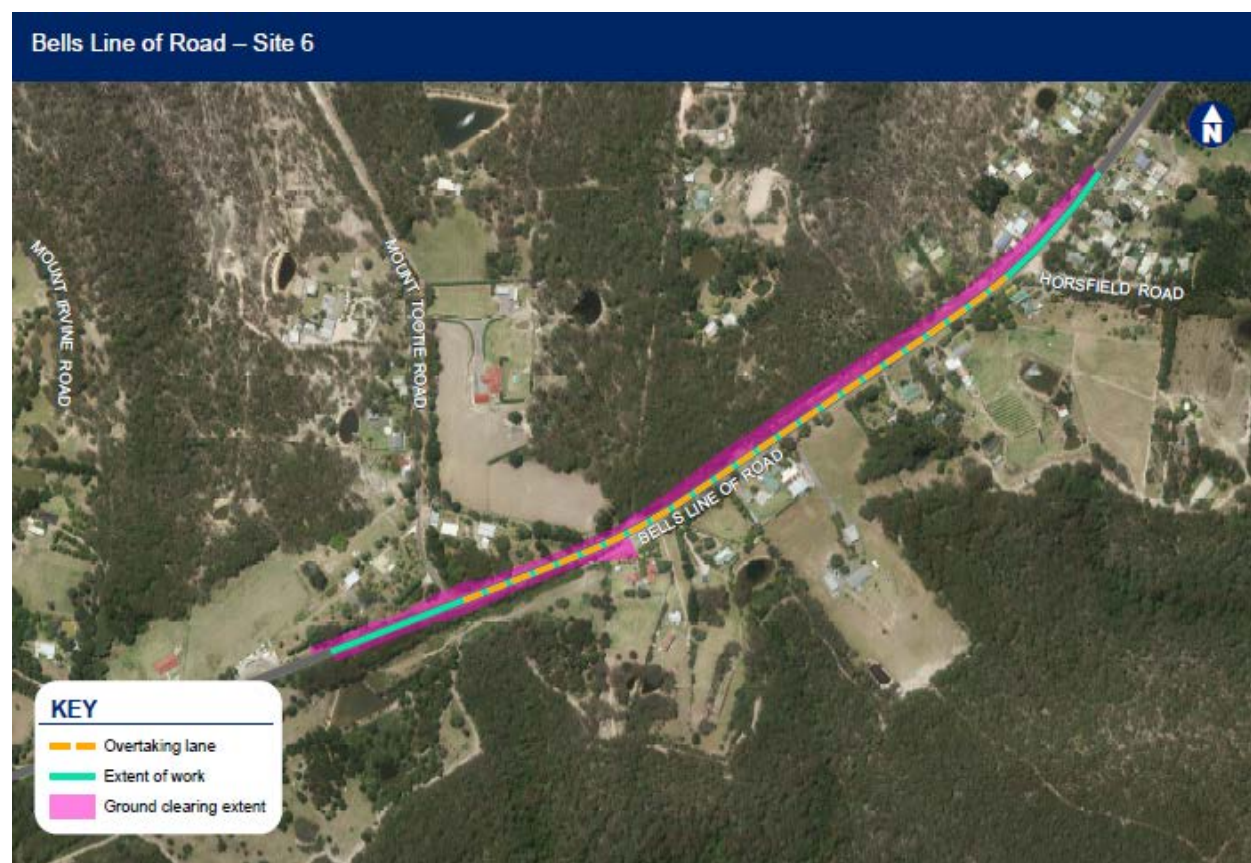 Bells Line of Road – Site 6
N
MOUNT IRVINE ROAD
MOUNT TOOTIE ROAD
HORSFIELD ROAD
BELLS LINE OF ROAD
KEY
Overtaking lane
Extent of work
Ground clearing extent